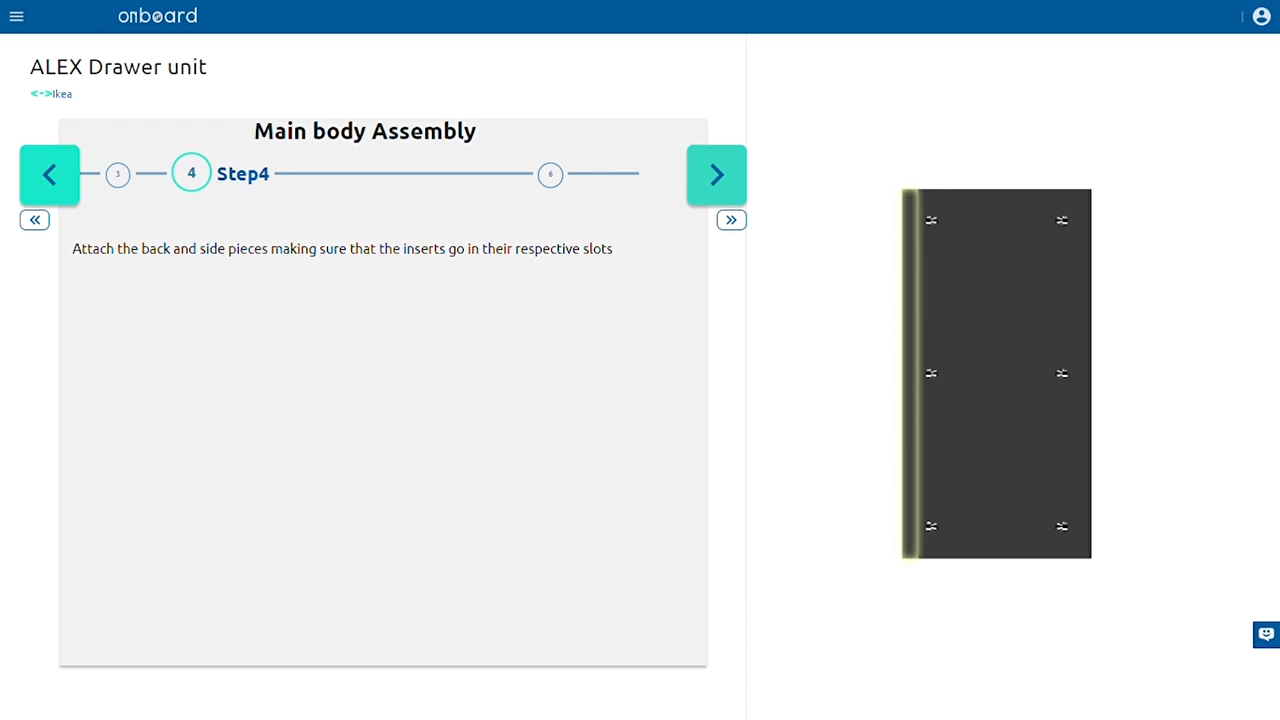 onboard
ALEX Drawer unit
<->Ikea
Main body Assembly
3
4
Step4
6
Attach the back and side pieces making sure that the inserts go in their respective slots